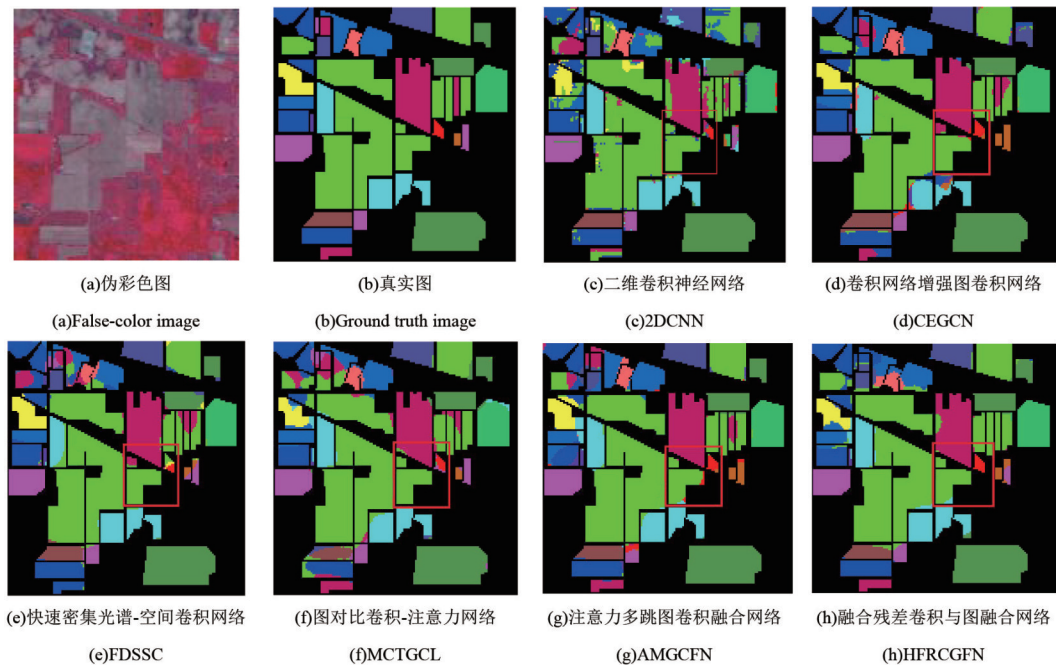 (a)伪彩色图
(b)真实图
(c)二维卷积神经网络
(d)卷积网络增强图卷积网络
(a)False-color image
(b)Ground truth image
(c)2DCNN
(d)CEGCN
(e)快速密集光谱-空间卷积网络
(f)图对比卷积-注意力网络
(g)注意力多跳图卷积融合网络
(h)融合残差卷积与图融合网络
(e)FDSSC
(f)MCTGCL
(g)AMGCFN
(h)HFRCGFN